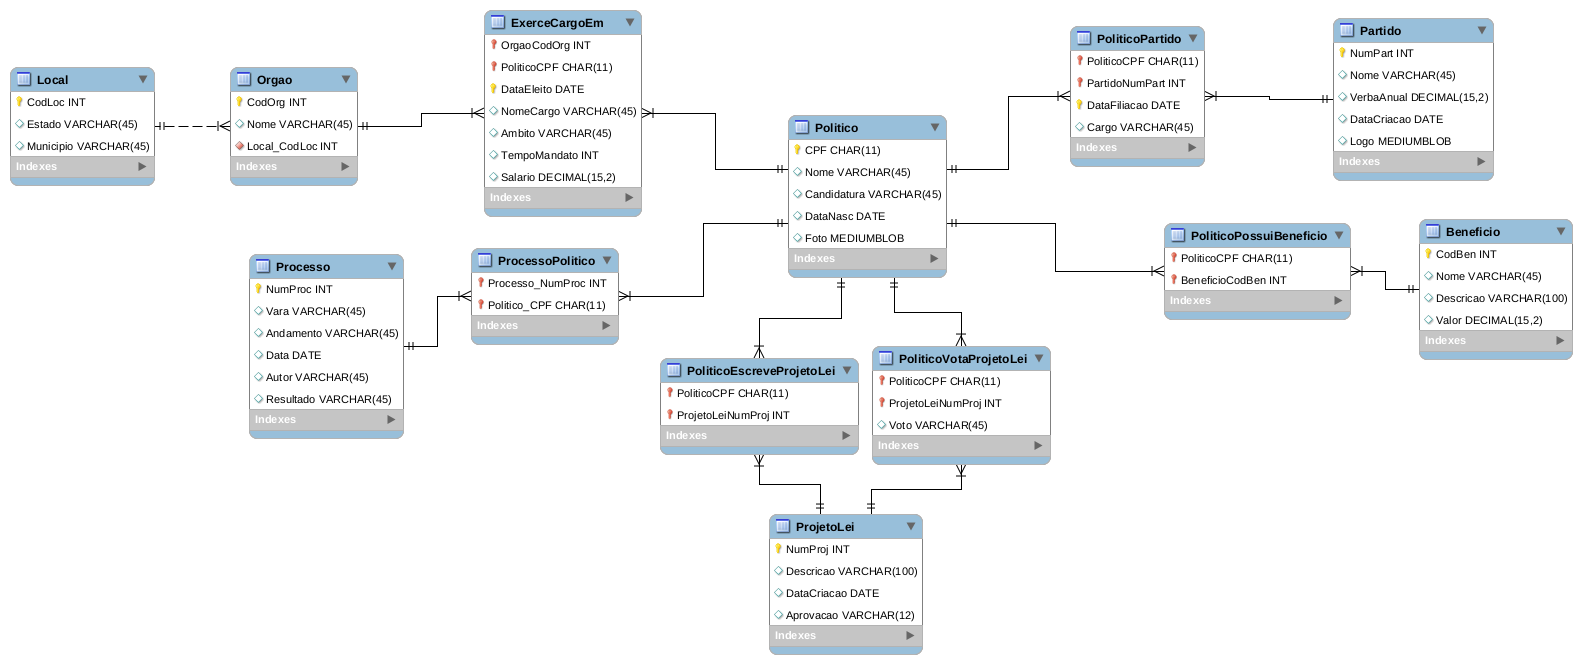 Local
CodLoc INT
Estado VARCHAR(45)
Municipio VARCHAR(45)
Indexes
Orgao
CodOrg INT
Nome VARCHAR(45)
Local_CodLoc INT
Indexes
ExerceCargoEm
OrgaoCodOrg INT
PoliticoCPF CHAR(11)
DataEleito DATE
NomeCargo VARCHAR(45)
Ambito VARCHAR(45)
TempoMandato INT
Salario DECIMAL(15,2)
Indexes
Politico
CPF CHAR(11)
Nome VARCHAR(45)
Candidatura VARCHAR(45)
DataNasc DATE
Foto MEDIUMBLOB
Indexes
PoliticoPartido
PoliticoCPF CHAR(11)
PartidoNumPart INT
DataFiliacao DATE
Cargo VARCHAR(45)
Indexes
Partido
NumPart INT
Nome VARCHAR(45)
VerbaAnual DECIMAL(15,2)
DataCriacao DATE
Logo MEDIUMBLOB
Indexes
Processo
NumProc INT
Vara VARCHAR(45)
Andamento VARCHAR(45)
Data DATE
Autor VARCHAR(45)
Resultado VARCHAR(45)
Indexes
ProcessoPolitico
Processo_NumProc INT
Politico_CPF CHAR(11)
Indexes
PoliticoPossuiBeneficio
PoliticoCPF CHAR(11)
BeneficioCodBen INT
Indexes
Beneficio
CodBen INT
Nome VARCHAR(45)
Descricao VARCHAR(100)
Valor DECIMAL(15,2)
Indexes
PoliticoEscreveProjetoLei
PoliticoCPF CHAR(11)
ProjetoLeiNumProj INT
Indexes
PoliticoVotaProjetoLei
PoliticoCPF CHAR(11)
ProjetoLeiNumProj INT
Voto VARCHAR(45)
Indexes
ProjetoLei
NumProj INT
Descricao VARCHAR(100)
DataCriacao DATE
Aprovacao VARCHAR(12)
Indexes